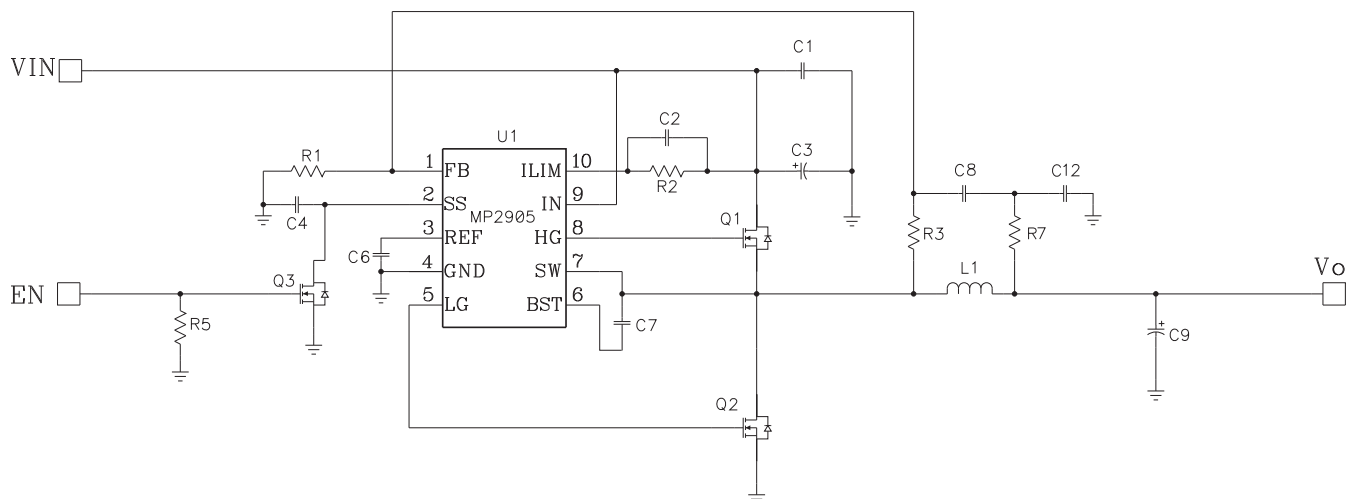 C1
VIN
C2
U1
R1
1
FB
ILIM
10
C3
C8
C12
R2
2
SS
IN
9
C4
MP2905
Q1
3
REF
HG
8
R3
R7
C6
4
GND
SW
7
L1
Vo
Q3
EN
5
LG
BST
6
R5
C7
C9
Q2